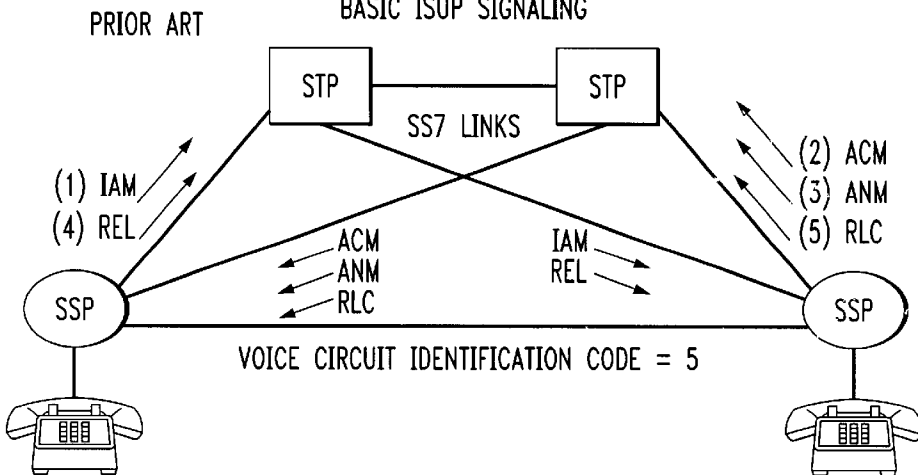 BASIC ISUP SIGNALING
PRIOR ART
STP
STP
SS7 LINKS
(1) IAM
(4) REL
(2) ACM
(3) ANM
(5) RLC
ACM
ANM
RLC
IAM
REL
SSP
SSP
VOICE CIRCUIT IDENTIFICATION CODE = 5